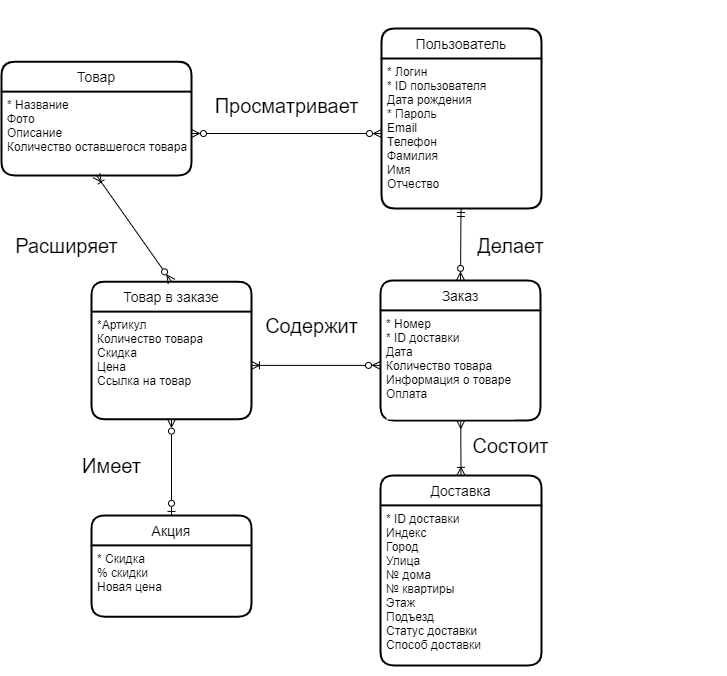 Пользователь
* Логин
* ID пользователя
Дата рождения
* Пароль
Email
Телефон
Фамилия
Имя
Отчество
Товар
* Название
Фото
Описание
Количество оставшегося товара
Просматривает
Расширяет
Делает
Товар в заказе
*Артикул
Количество товара
Скидка
Цена
Ссылка на товар
Содержит
Заказ
* Номер
* ID доставки
Дата
Количество товара
Информация о товаре
Оплата
Имеет
Состоит
Акция
* Скидка
% скидки
Новая цена
Доставка
* ID доставки
Индекс
Город
Улица
№ дома
№ квартиры
Этаж
Подъезд
Статус доставки
Способ доставки